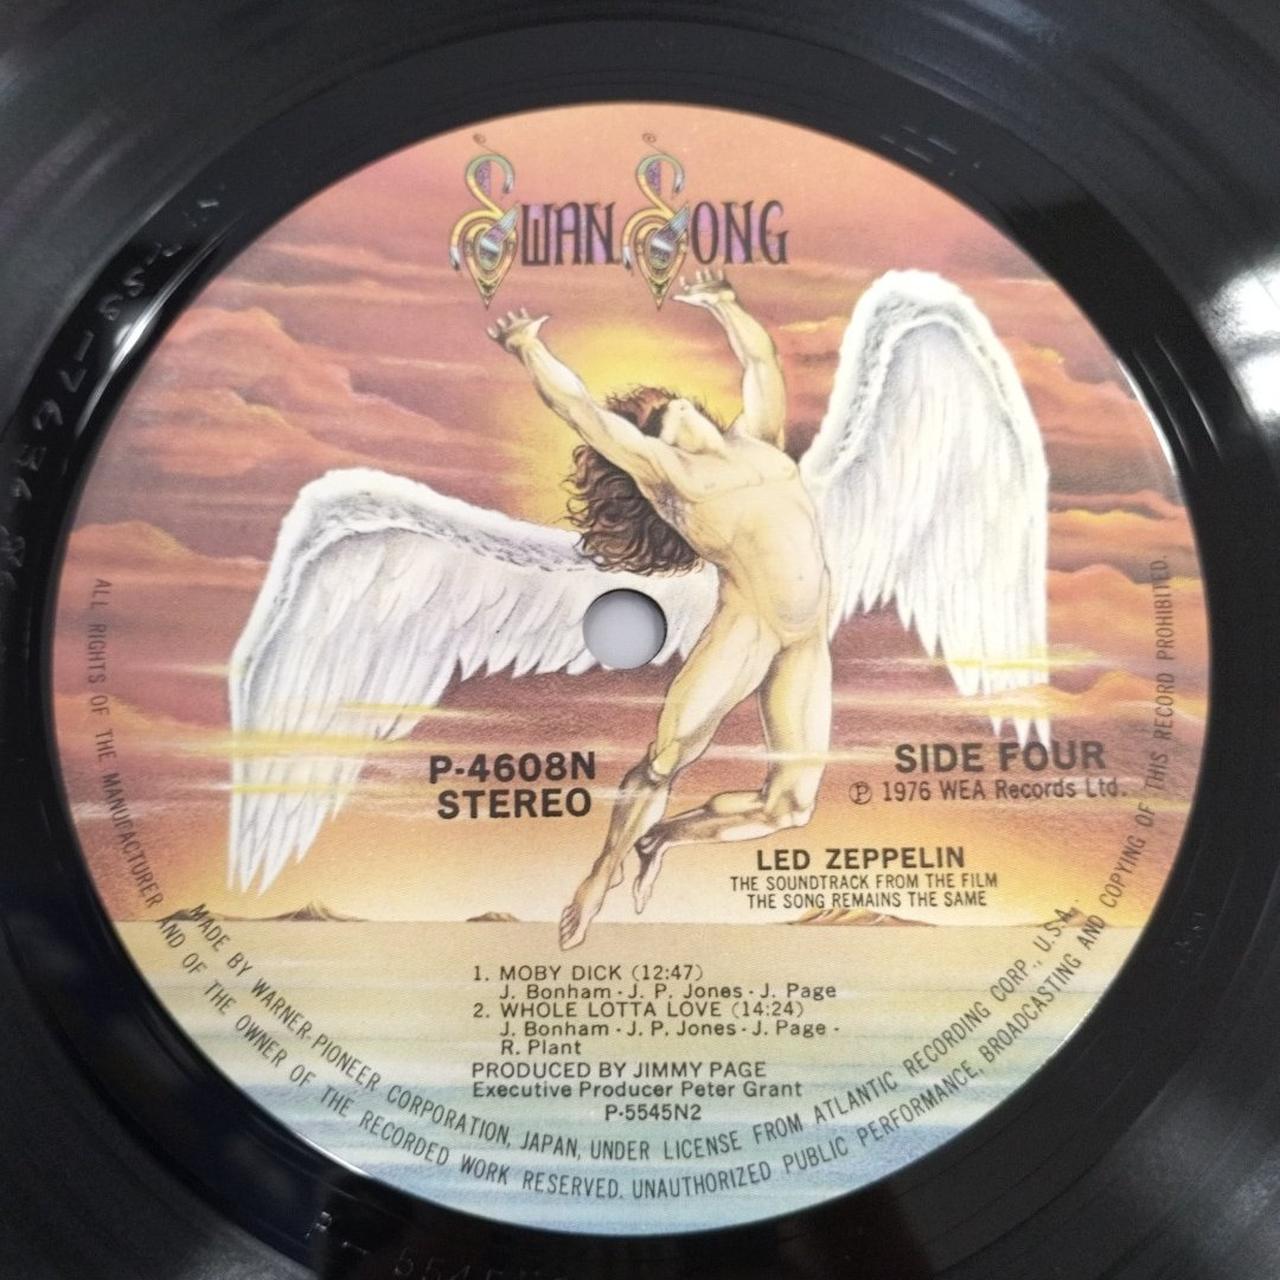 SWAN SONG
P-4608N
STEREO
SIDE FOUR
℗ 1976 WEA Records Ltd.
LED ZEPPELIN
THE SOUNDTRACK FROM THE FILM
THE SONG REMAINS THE SAME
1. MOBY DICK (12:47)
J. Bonham · J. P. Jones · J. Page
2. WHOLE LOTTA LOVE (14:24)
J. Bonham · J. P. Jones · J. Page ·
R. Plant
PRODUCED BY JIMMY PAGE
Executive Producer Peter Grant
P-5545N2
MADE BY WARNER-PIONEER CORPORATION, JAPAN, UNDER LICENSE FROM ATLANTIC RECORDING CORP., U.S.A.
ALL RIGHTS OF THE MANUFACTURER AND OF THE OWNER OF THE RECORDED WORK RESERVED. UNAUTHORIZED PUBLIC PERFORMANCE, BROADCASTING AND COPYING OF THIS RECORD PROHIBITED.